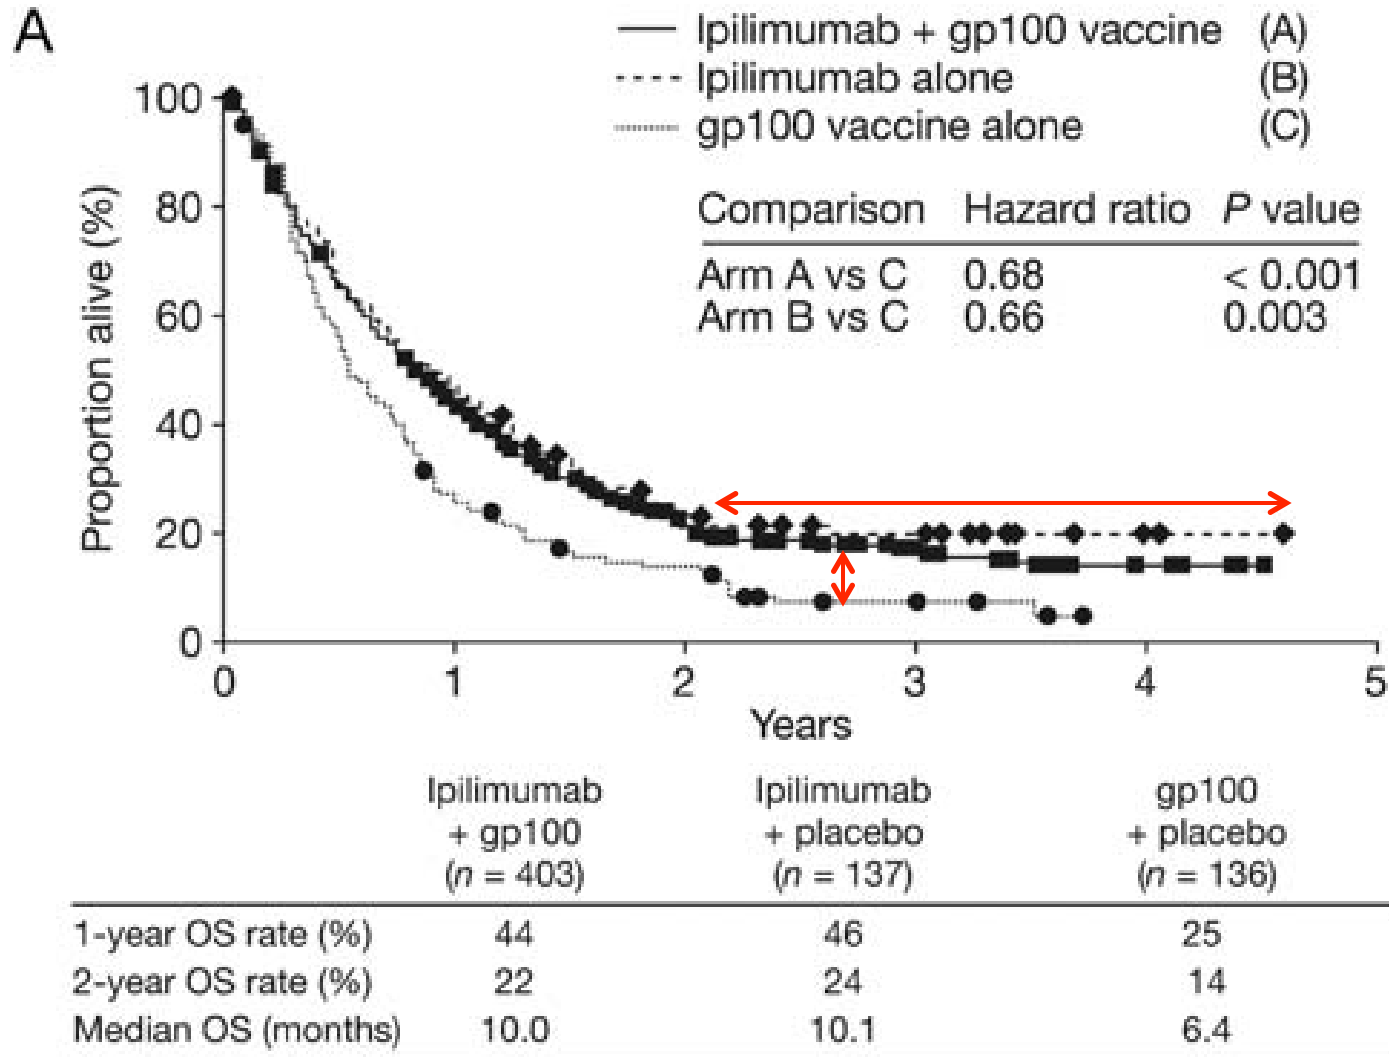 A
Ipilimumab + gp100 vaccine (A)
Ipilimumab alone (B)
gp100 vaccine alone (C)
Comparison Hazard ratio P value
Arm A vs C 0.68 < 0.001
Arm B vs C 0.66 0.003
Proportion alive (%)
100
80
60
40
20
0
0 1 2 3 4 5
Years
Ipilimumab Ipilimumab gp100
+ gp100 + placebo + placebo
(n = 403) (n = 137) (n = 136)
1-year OS rate (%) 44 46 25
2-year OS rate (%) 22 24 14
Median OS (months) 10.0 10.1 6.4